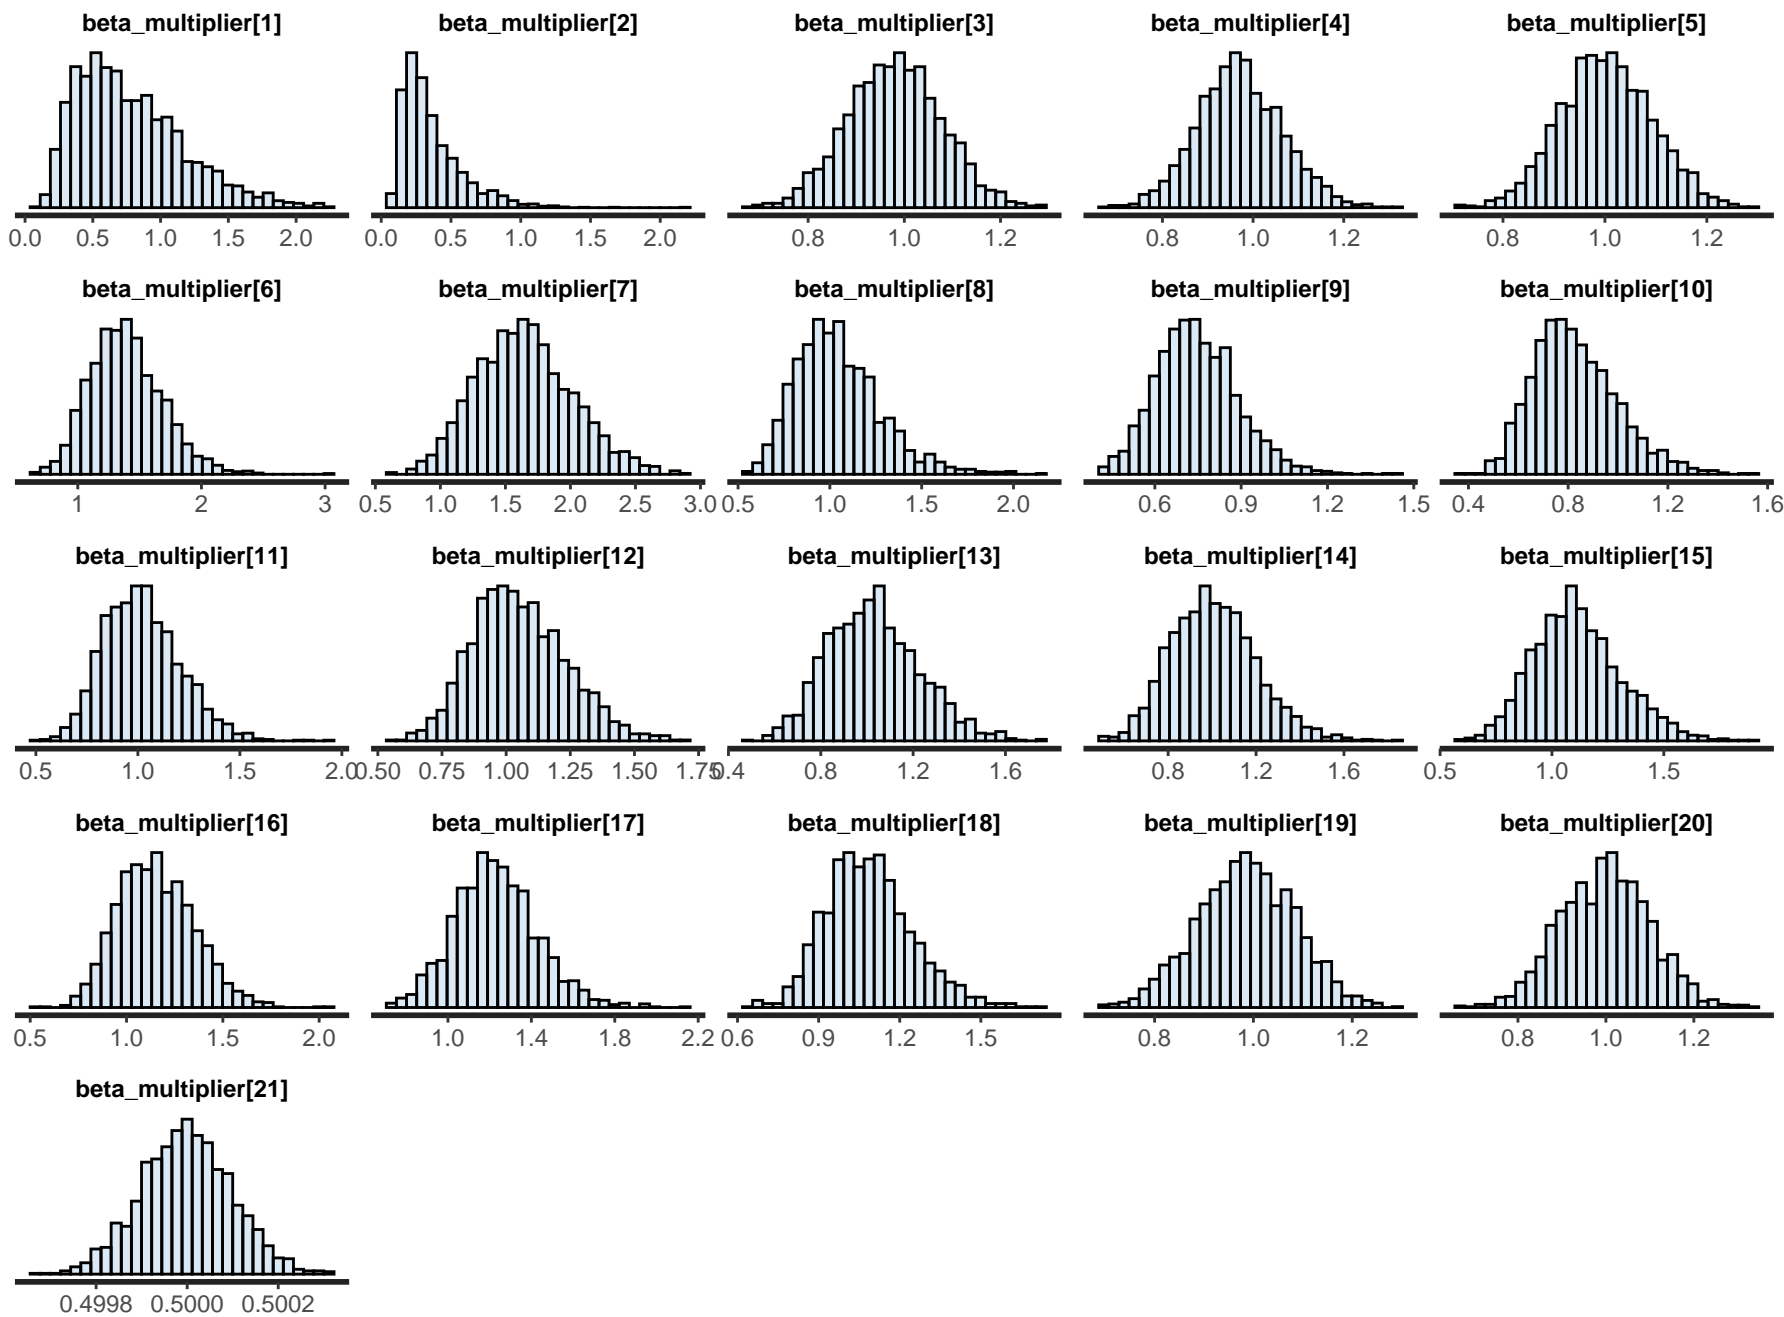 beta_multiplier[1] beta_multiplier[2] beta_multiplier[3] beta_multiplier[4] beta_multiplier[5]
0.0 0.5 1.0 1.5 2.0 0.0 0.5 1.0 1.5 2.0 0.8 1.0 1.2 0.8 1.0 1.2 0.8 1.0 1.2
beta_multiplier[6] beta_multiplier[7] beta_multiplier[8] beta_multiplier[9] beta_multiplier[10]
1 2 3 0.5 1.0 1.5 2.0 2.5 3.0 0.5 1.0 1.5 2.0 0.6 0.9 1.2 1.5 0.4 0.8 1.2 1.6
beta_multiplier[11] beta_multiplier[12] beta_multiplier[13] beta_multiplier[14] beta_multiplier[15]
0.5 1.0 1.5 2.0 0.50 0.75 1.00 1.25 1.50 1.75 0.4 0.8 1.2 1.6 0.8 1.2 1.6 0.5 1.0 1.5
beta_multiplier[16] beta_multiplier[17] beta_multiplier[18] beta_multiplier[19] beta_multiplier[20]
0.5 1.0 1.5 2.0 1.0 1.4 1.8 2.2 0.6 0.9 1.2 1.5 0.8 1.0 1.2 0.8 1.0 1.2
beta_multiplier[21]
0.4998 0.5000 0.5002